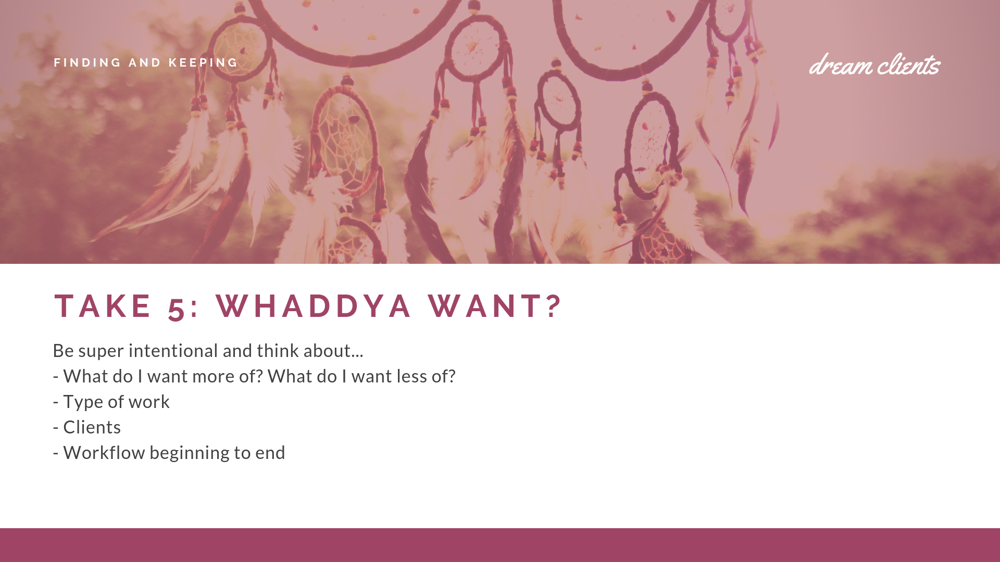 FINDING AND KEEPING
dream clients
TAKE 5: WHADDYA WANT?
Be super intentional and think about...
- What do I want more of? What do I want less of?
- Type of work
- Clients
- Workflow beginning to end